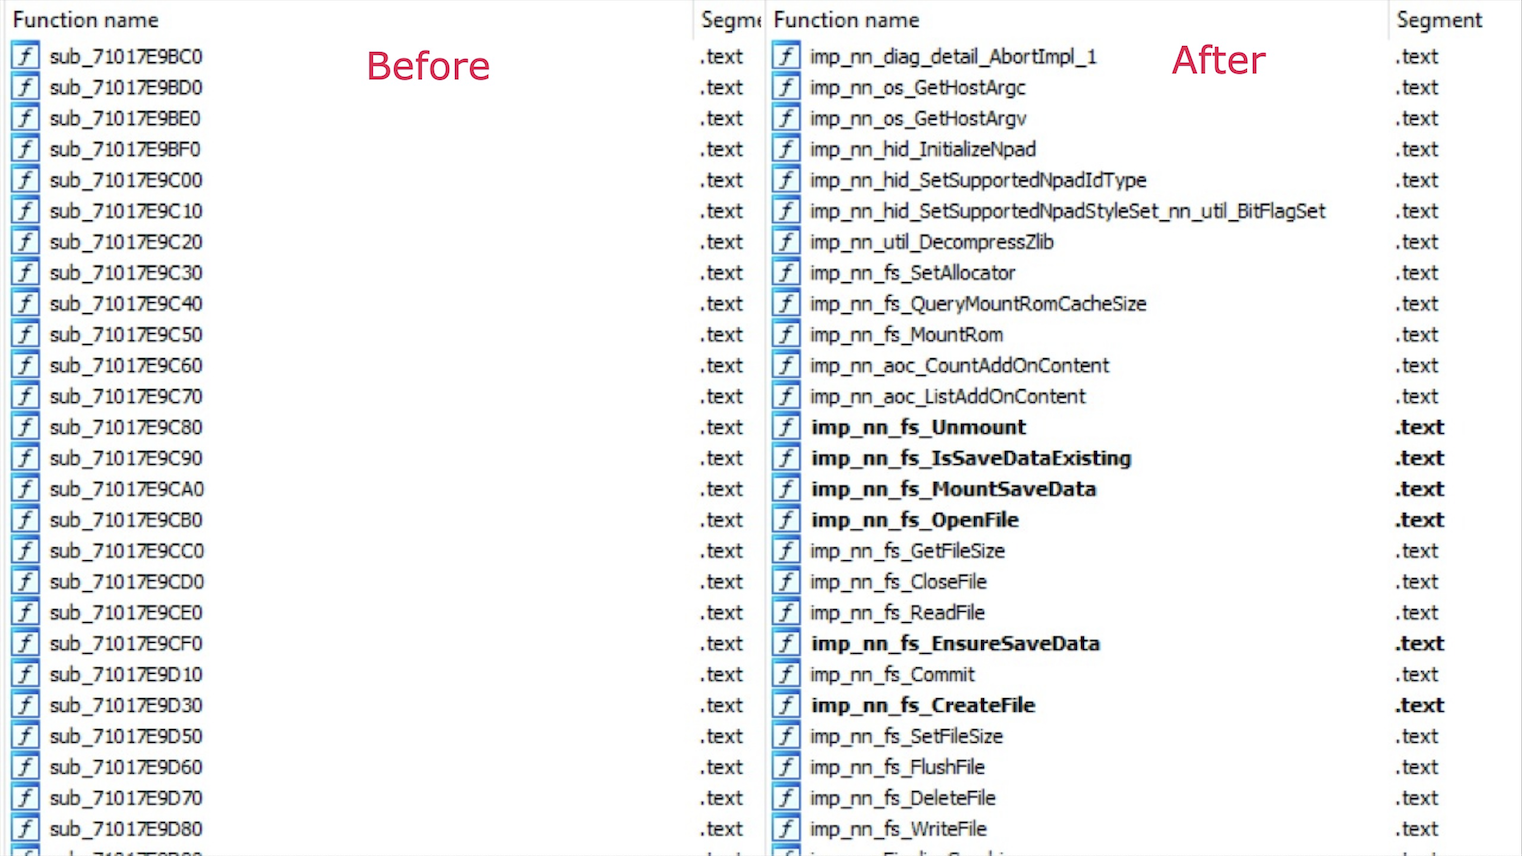 Function name Segme Function name Segment
Before After
sub_71017E9BC0 .text imp_nn_diag_detail_AbortImpl_1 .text
sub_71017E9BD0 .text imp_nn_os_GetHostArgc .text
sub_71017E9BE0 .text imp_nn_os_GetHostArgv .text
sub_71017E9BF0 .text imp_nn_hid_InitializeNpad .text
sub_71017E9C00 .text imp_nn_hid_SetSupportedNpadIdType .text
sub_71017E9C10 .text imp_nn_hid_SetSupportedNpadStyleSet_nn_util_BitFlagSet .text
sub_71017E9C20 .text imp_nn_util_DecompressZlib .text
sub_71017E9C30 .text imp_nn_fs_SetAllocator .text
sub_71017E9C40 .text imp_nn_fs_QueryMountRomCacheSize .text
sub_71017E9C50 .text imp_nn_fs_MountRom .text
sub_71017E9C60 .text imp_nn_aoc_CountAddOnContent .text
sub_71017E9C70 .text imp_nn_aoc_ListAddOnContent .text
sub_71017E9C80 .text imp_nn_fs_Unmount .text
sub_71017E9C90 .text imp_nn_fs_IsSaveDataExisting .text
sub_71017E9CA0 .text imp_nn_fs_MountSaveData .text
sub_71017E9CB0 .text imp_nn_fs_OpenFile .text
sub_71017E9CC0 .text imp_nn_fs_GetFileSize .text
sub_71017E9CD0 .text imp_nn_fs_CloseFile .text
sub_71017E9CE0 .text imp_nn_fs_ReadFile .text
sub_71017E9CF0 .text imp_nn_fs_EnsureSaveData .text
sub_71017E9D10 .text imp_nn_fs_Commit .text
sub_71017E9D30 .text imp_nn_fs_CreateFile .text
sub_71017E9D50 .text imp_nn_fs_SetFileSize .text
sub_71017E9D60 .text imp_nn_fs_FlushFile .text
sub_71017E9D70 .text imp_nn_fs_DeleteFile .text
sub_71017E9D80 .text imp_nn_fs_WriteFile .text